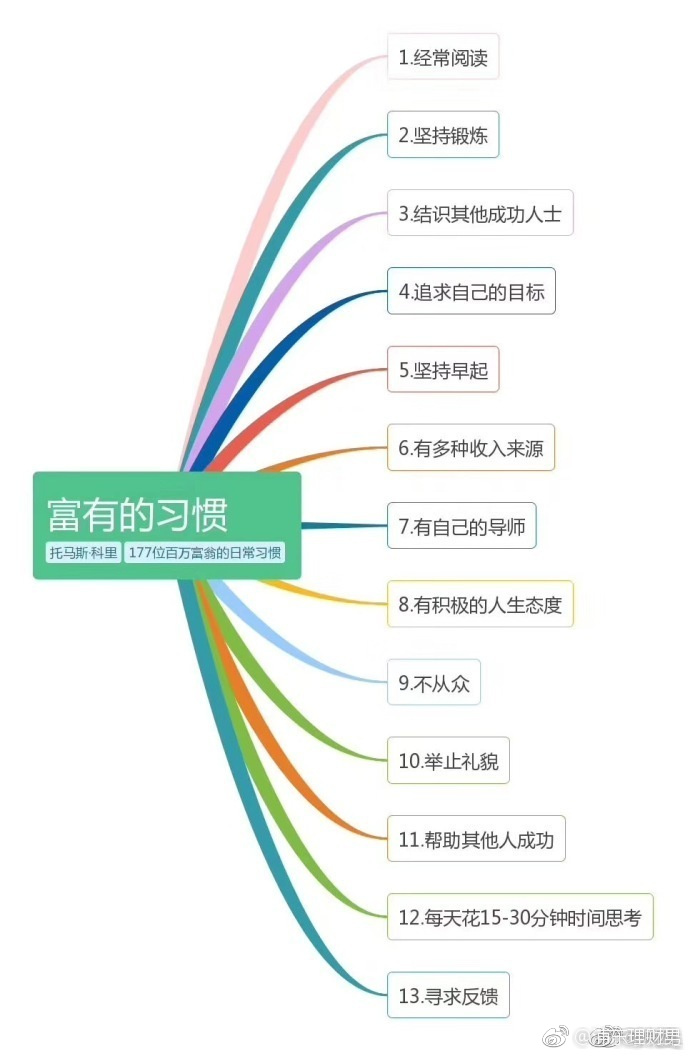 1.经常阅读
2.坚持锻炼
3.结识其他成功人士
4.追求自己的目标
5.坚持早起
6.有多种收入来源
富有的习惯
托马斯·科里 177位百万富翁的日常习惯
7.有自己的导师
8.有积极的人生态度
9.不从众
10.举止礼貌
11.帮助其他人成功
12.每天花15-30分钟时间思考
13.寻求反馈